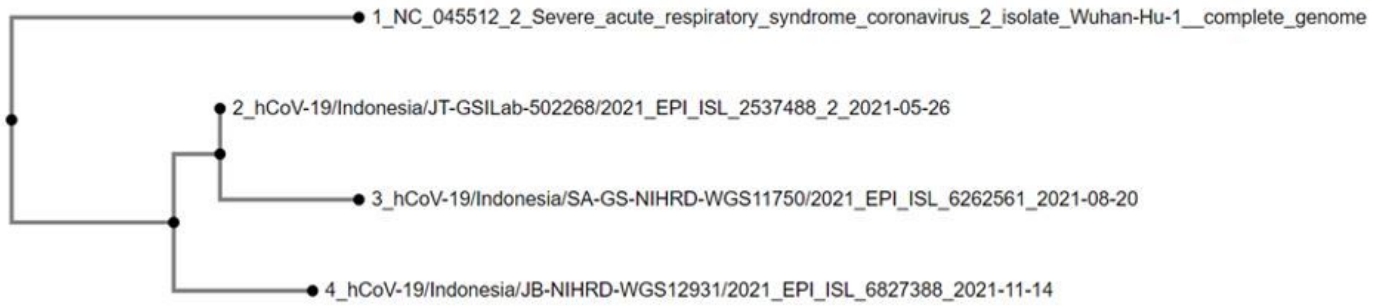 1_NC_045512_2_Severe_acute_respiratory_syndrome_coronavirus_2_isolate_Wuhan-Hu-1__complete_genome
2_hCoV-19/Indonesia/JT-GSILab-502268/2021_EPI_ISL_2537488_2_2021-05-26
3_hCoV-19/Indonesia/SA-GS-NIHRD-WGS11750/2021_EPI_ISL_6262561_2021-08-20
4_hCoV-19/Indonesia/JB-NIHRD-WGS12931/2021_EPI_ISL_6827388_2021-11-14